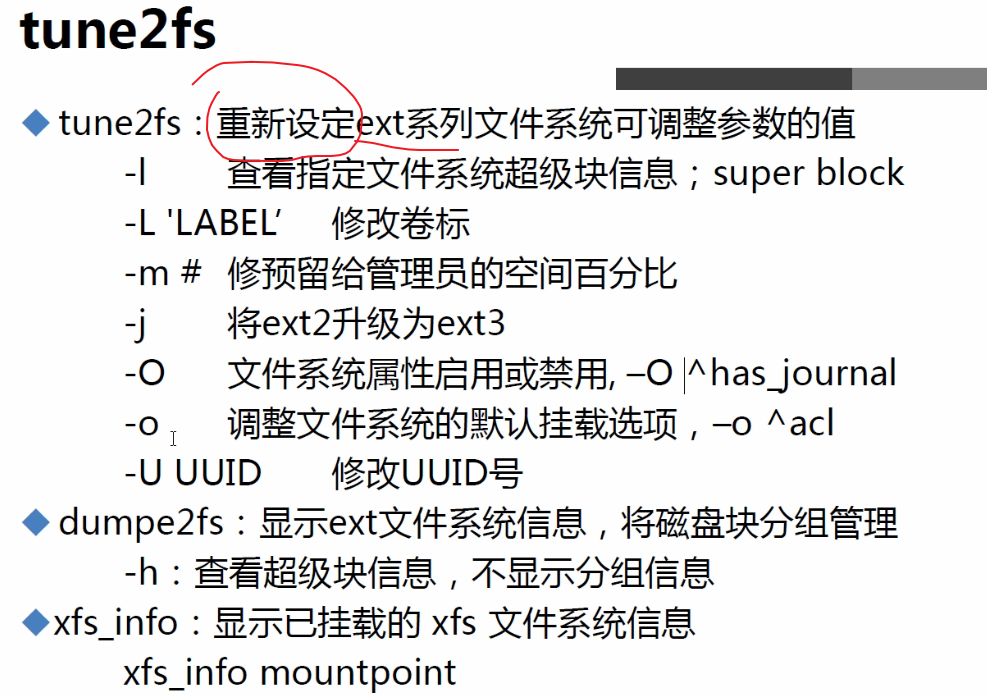 tune2fs
◆ tune2fs：重新设定ext系列文件系统可调整参数的值
-l 查看指定文件系统超级块信息；super block
-L 'LABEL’ 修改卷标
-m # 修预留给管理员的空间百分比
-j 将ext2升级为ext3
-O 文件系统属性启用或禁用, –O ^has_journal
-o 调整文件系统的默认挂载选项，–o ^acl
-U UUID 修改UUID号
◆ dumpe2fs：显示ext文件系统信息，将磁盘块分组管理
-h：查看超级块信息，不显示分组信息
◆ xfs_info：显示已挂载的 xfs 文件系统信息
xfs_info mountpoint